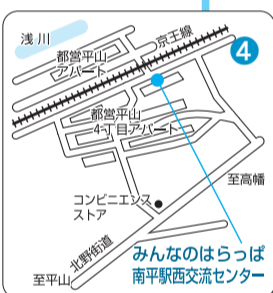 浅川
京王線
4
都営平山
アパート
都営平山
4丁目アパート
至高幡
コンビニエンス
ストア
北野街道
至平山
みんなのはらっぱ
南平駅西交流センター